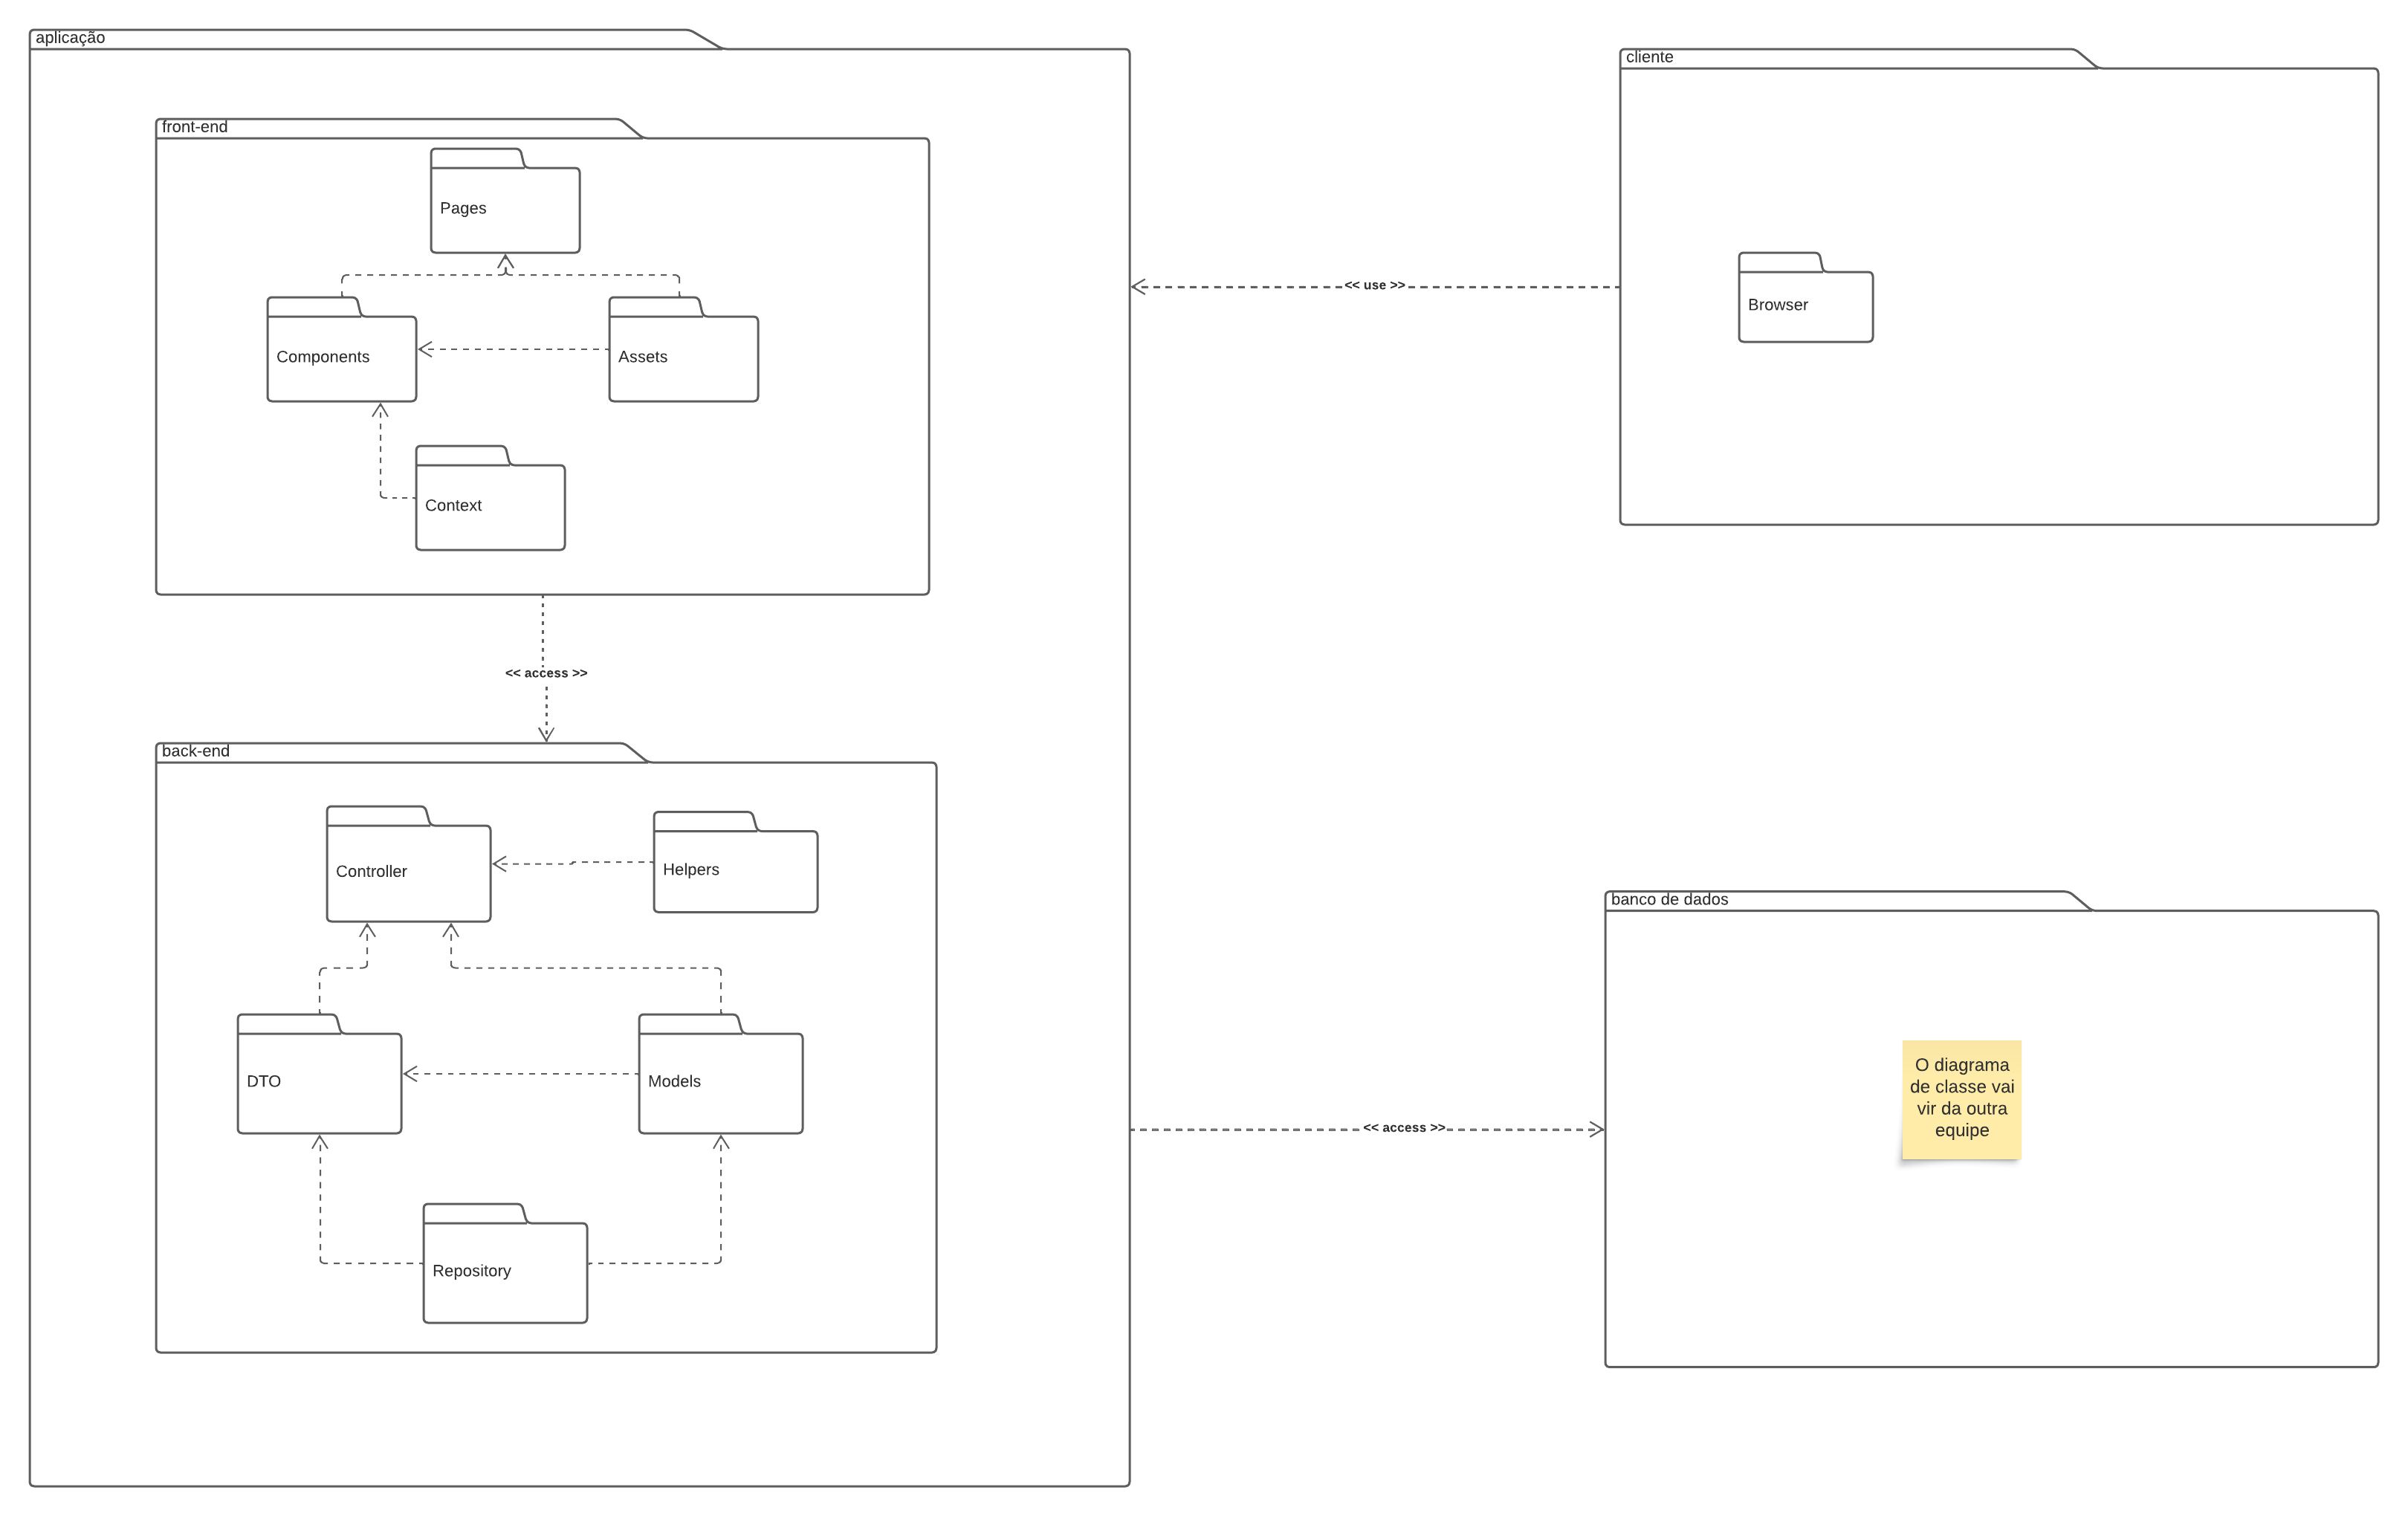 aplicação
cliente
front-end
Pages
<< use >>
Browser
Components
Assets
Context
<< access >>
back-end
Controller
Helpers
banco de dados
DTO
Models
O diagrama
de classe vai
vir da outra
equipe
<< access >>
Repository